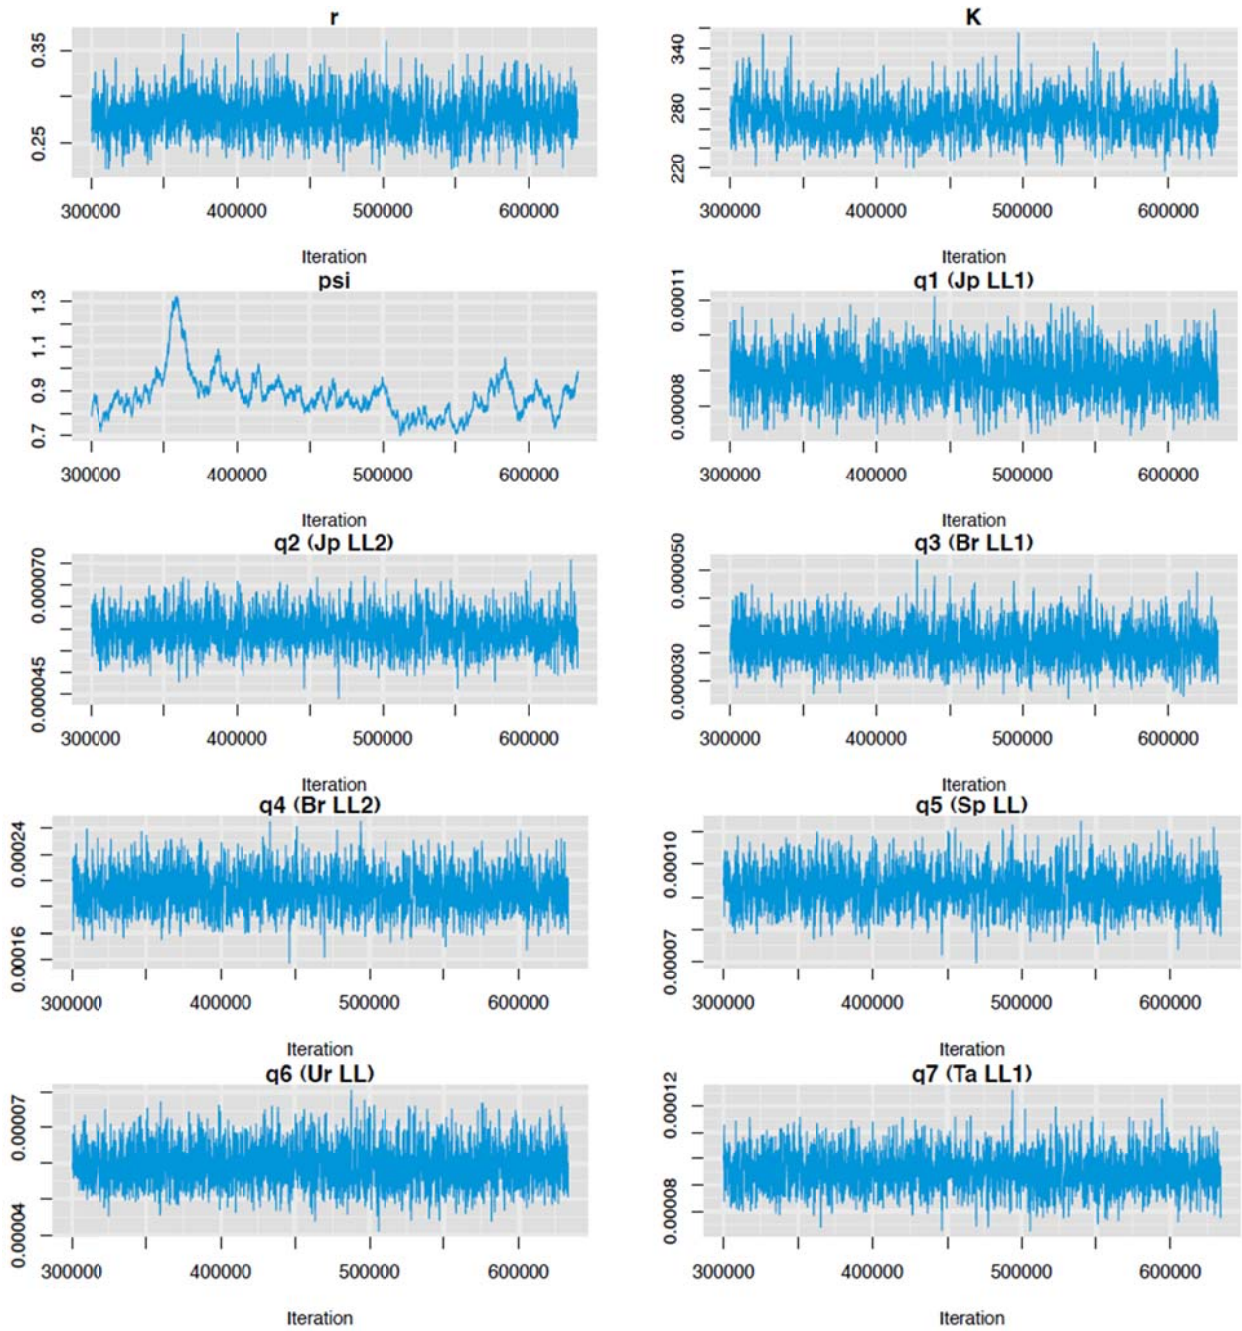 r
0.35
0.25
300000 400000 500000 600000
Iteration
K
340
280
220
300000 400000 500000 600000
Iteration
psi
1.3
1.1
0.9
0.7
300000 400000 500000 600000
Iteration
q1 (Jp LL1)
0.00011
0.00008
300000 400000 500000 600000
Iteration
q2 (Jp LL2)
0.000070
0.000045
300000 400000 500000 600000
Iteration
q3 (Br LL1)
0.000050
0.000030
300000 400000 500000 600000
Iteration
q4 (Br LL2)
0.00024
0.00016
300000 400000 500000 600000
Iteration
q5 (Sp LL)
0.00010
0.00007
300000 400000 500000 600000
Iteration
q6 (Ur LL)
0.00007
0.00004
300000 400000 500000 600000
Iteration
q7 (Ta LL1)
0.00012
0.00008
300000 400000 500000 600000
Iteration